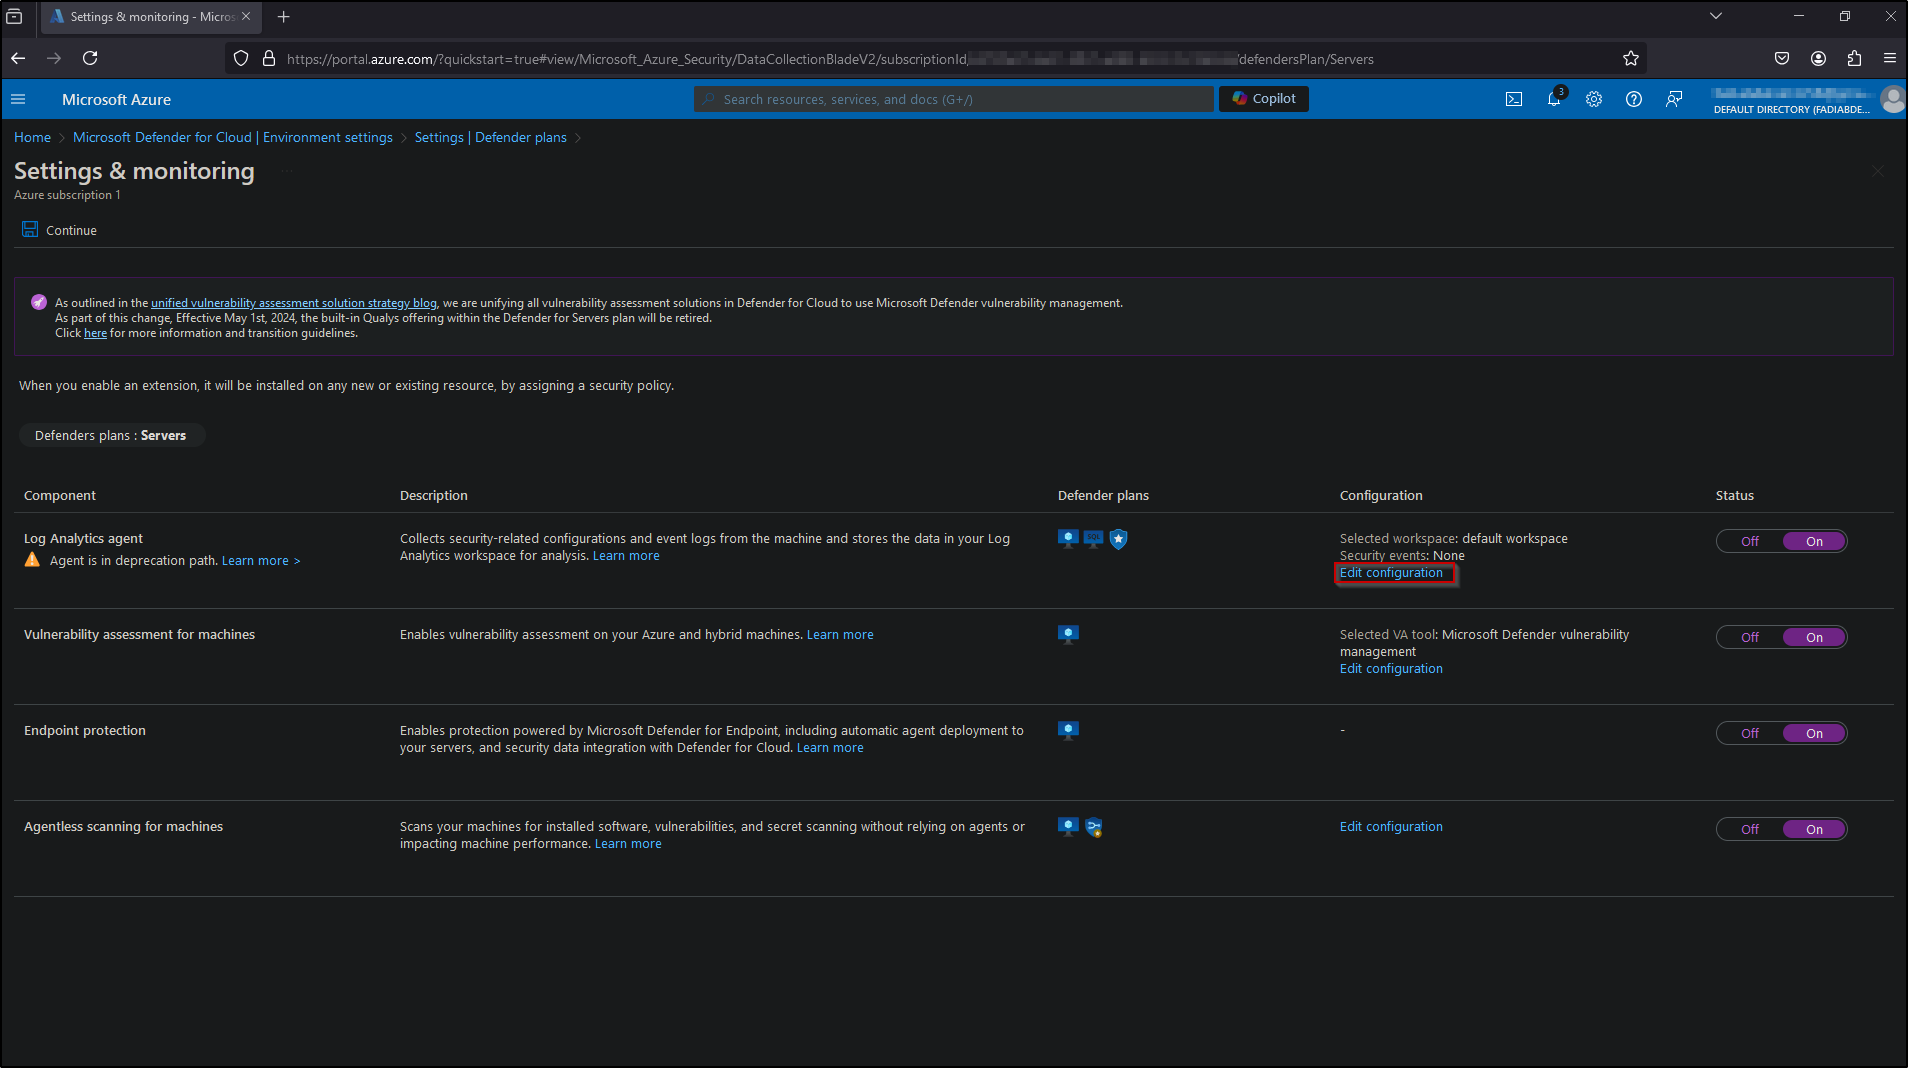 Settings & monitoring - Micros
https://portal.azure.com/?quickstart=true#view/Microsoft_Azure_Security/DataCollectionBladeV2/subscriptionId/ /defendersPlan/Servers
Microsoft Azure
Search resources, services, and docs (G+/)
Copilot
3
DEFAULT DIRECTORY (FADIABDE...
Home > Microsoft Defender for Cloud | Environment settings > Settings | Defender plans >
Settings & monitoring
...
Azure subscription 1
Continue
As outlined in the unified vulnerability assessment solution strategy blog, we are unifying all vulnerability assessment solutions in Defender for Cloud to use Microsoft Defender vulnerability management.
As part of this change, Effective May 1st, 2024, the built-in Qualys offering within the Defender for Servers plan will be retired.
Click here for more information and transition guidelines.
When you enable an extension, it will be installed on any new or existing resource, by assigning a security policy.
Defenders plans : Servers
Component Description Defender plans Configuration Status
Log Analytics agent
Agent is in deprecation path. Learn more >
Collects security-related configurations and event logs from the machine and stores the data in your Log
Analytics workspace for analysis. Learn more
SQL
Selected workspace: default workspace
Security events: None
Edit configuration
Off On
Vulnerability assessment for machines
Enables vulnerability assessment on your Azure and hybrid machines. Learn more
Selected VA tool: Microsoft Defender vulnerability
management
Edit configuration
Off On
Endpoint protection
Enables protection powered by Microsoft Defender for Endpoint, including automatic agent deployment to
your servers, and security data integration with Defender for Cloud. Learn more
-
Off On
Agentless scanning for machines
Scans your machines for installed software, vulnerabilities, and secret scanning without relying on agents or
impacting machine performance. Learn more
Edit configuration
Off On